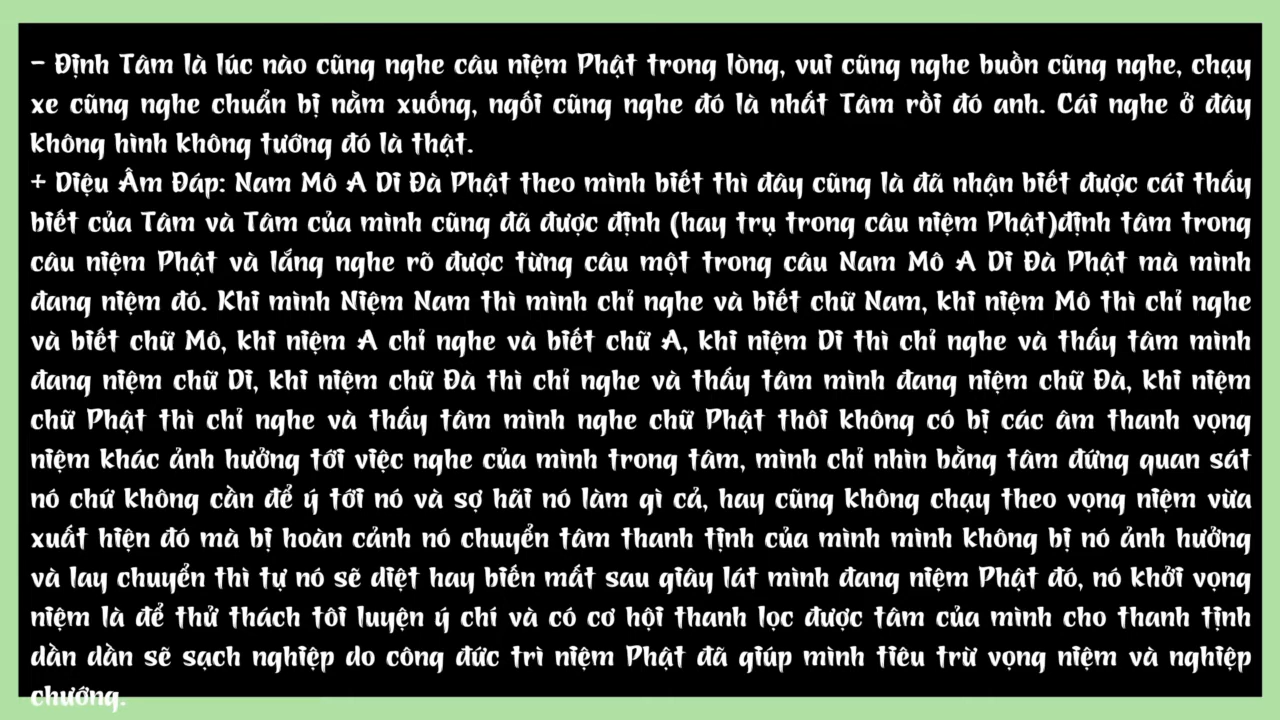 - Định Tâm là lúc nào cũng nghe câu niệm Phật trong lòng, vui cũng nghe buồn cũng nghe, chạy
xe cũng nghe chuẩn bị nằm xuống, ngối cũng nghe đó là nhất Tâm rồi đó anh. Cái nghe ở đây
không hình không tướng đó là thật.
+ Diệu Âm Đáp: Nam Mô A Di Đà Phật theo mình biết thì đây cũng là đã nhận biết được cái thấy
biết của Tâm và Tâm của mình cũng đã được định (hay trụ trong câu niệm Phật)định tâm trong
câu niệm Phật và lắng nghe rõ được từng câu một trong câu Nam Mô A Di Đà Phật mà mình
đang niệm đó. Khi mình Niệm Nam thì mình chỉ nghe và biết chữ Nam, khi niệm Mô thì chỉ nghe
và biết chữ Mô, khi niệm A chỉ nghe và biết chữ A, khi niệm Di thì chỉ nghe và thấy tâm mình
đang niệm chữ Di, khi niệm chữ Đà thì chỉ nghe và thấy tâm mình đang niệm chữ Đà, khi niệm
chữ Phật thì chỉ nghe và thấy tâm mình nghe chữ Phật thôi không có bị các âm thanh vọng
niệm khác ảnh hưởng tới việc nghe của mình trong tâm, mình chỉ nhìn bằng tâm đứng quan sát
nó chứ không cần để ý tới nó và sợ hãi nó làm gì cả, hay cũng không chạy theo vọng niệm vừa
xuất hiện đó mà bị hoàn cảnh nó chuyển tâm thanh tịnh của mình mình không bị nó ảnh hưởng
và lay chuyển thì tự nó sẽ diệt hay biến mất sau giây lát mình đang niệm Phật đó, nó khởi vọng
niệm là để thử thách tôi luyện ý chí và có cơ hội thanh lọc được tâm của mình cho thanh tịnh
dần dần sẽ sạch nghiệp do công đức trì niệm Phật đã giúp mình tiêu trừ vọng niệm và nghiệp
chướng.